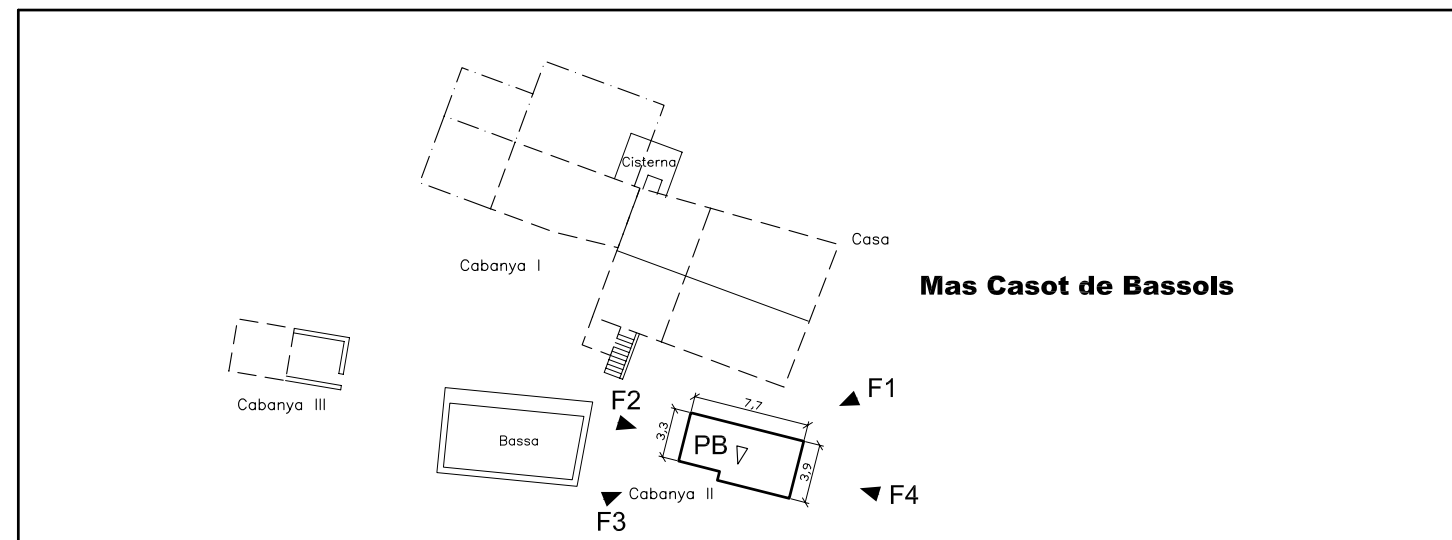 Cisterna
Casa
Cabanya I
Mas Casot de Bassols
Cabanya III
F1
F2
7,7
3,3
Bassa
PB
3,9
Cabanya II
F4
F3